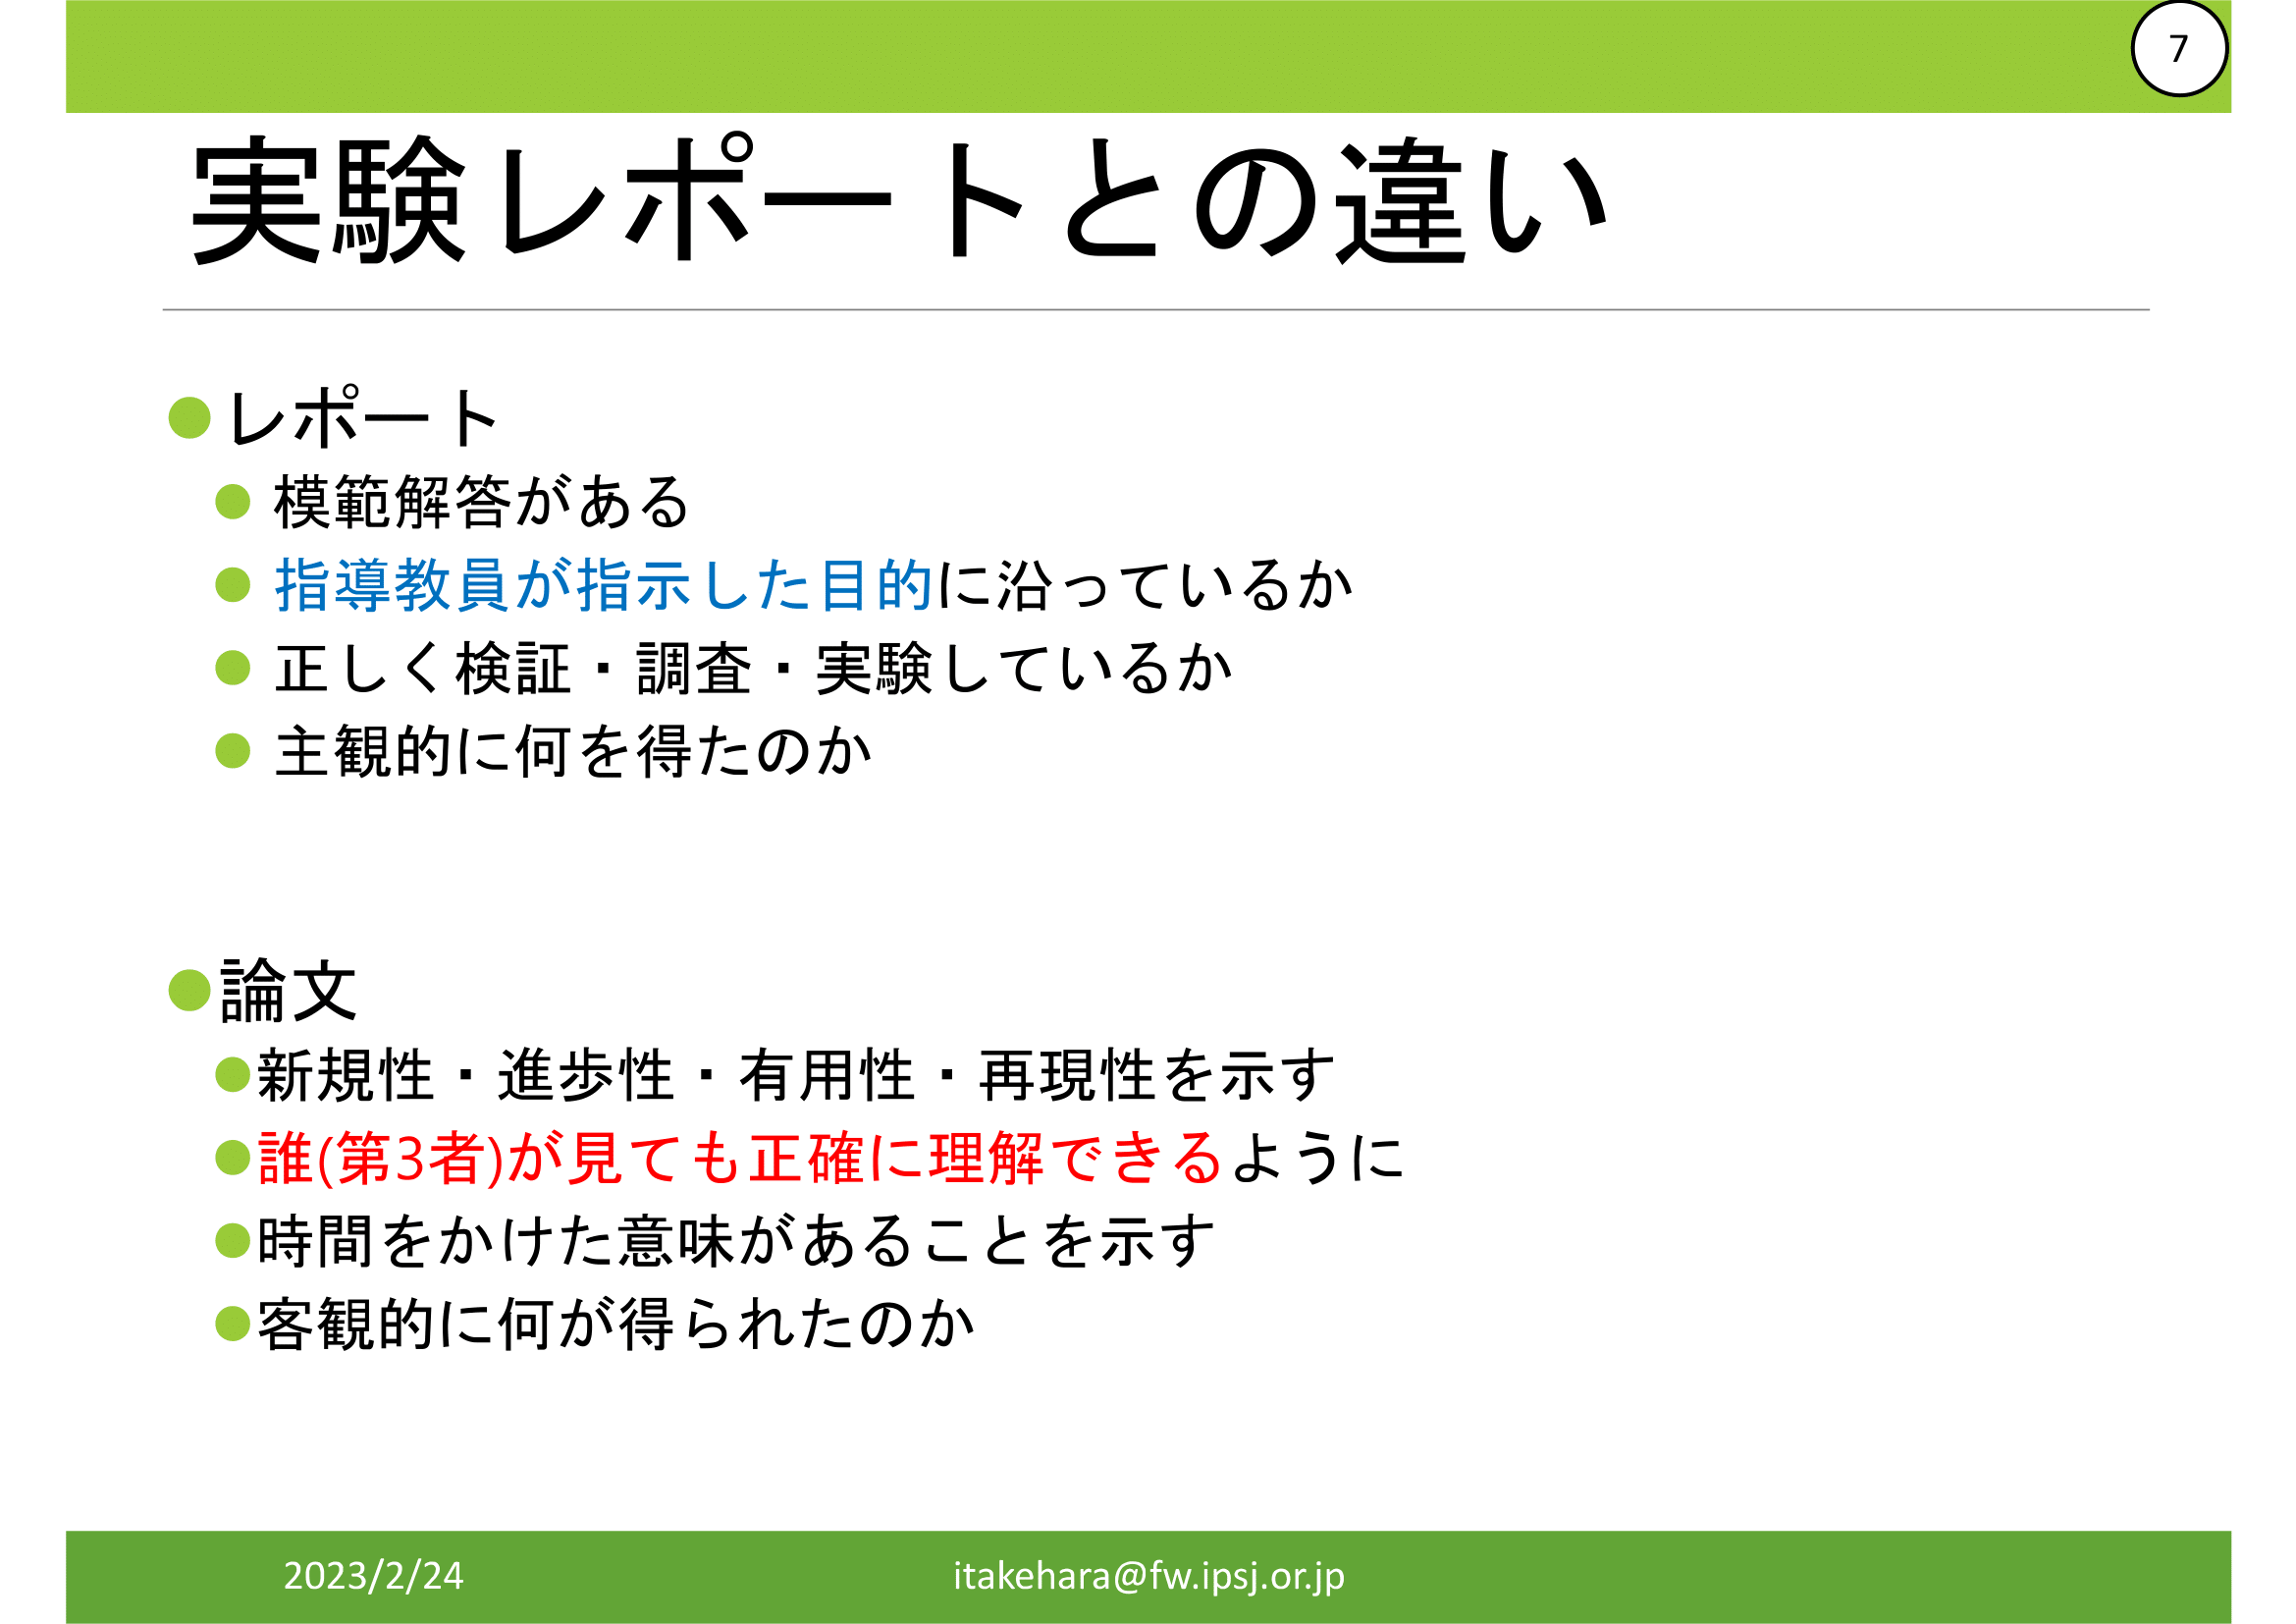 7
実験レポートとの違い
レポート
模範解答がある
指導教員が指示した目的に沿っているか
正しく検証・調査・実験しているか
主観的に何を得たのか
論文
新規性・進歩性・有用性・再現性を示す
誰(第3者)が見ても正確に理解できるように
時間をかけた意味があることを示す
客観的に何が得られたのか
2023/2/24
itakehara@fw.ipsj.or.jp